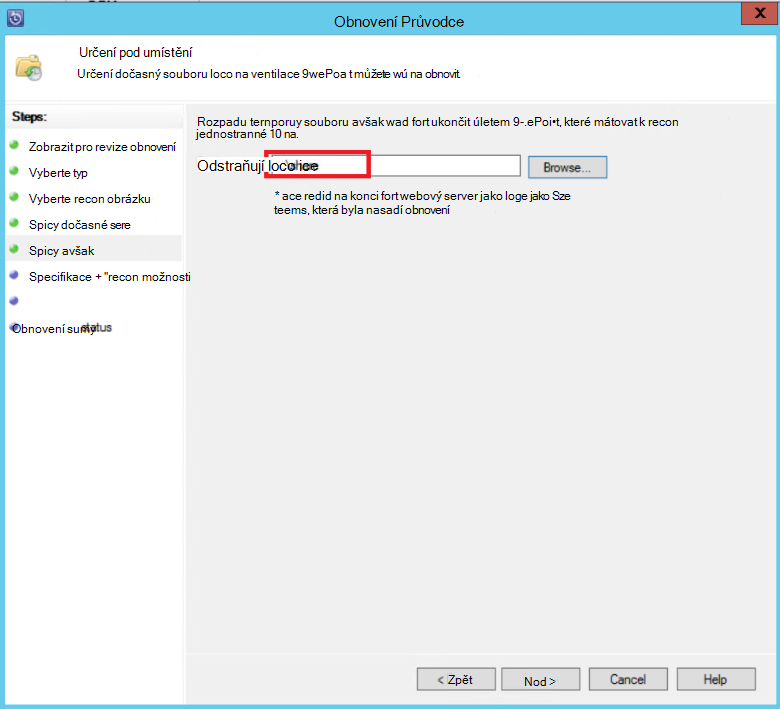 Obnovení Průvodce
X
Určení pod umístění
Určení dočasný souboru loco na ventilace 9wePoa t můžete wú na obnovit.
Steps:
Zobrazit pro revize obnovení
Vyberte typ
Vyberte recon obrázku
Spicy dočasné sere
Spicy avšak
Specifikace + "recon možnosti
Obnovení sumy status
Rozpadu ternporuy souboru avšak wad fort ukončit úletem 9-.ePoi•t, které mátovat k recon
jednostranné 10 na.
Odstraňují locolice
Browse...
* ace redid na konci fort webový server jako loge jako Sze
teems, která byla nasadí obnovení
< Zpět
Nod >
Cancel
Help